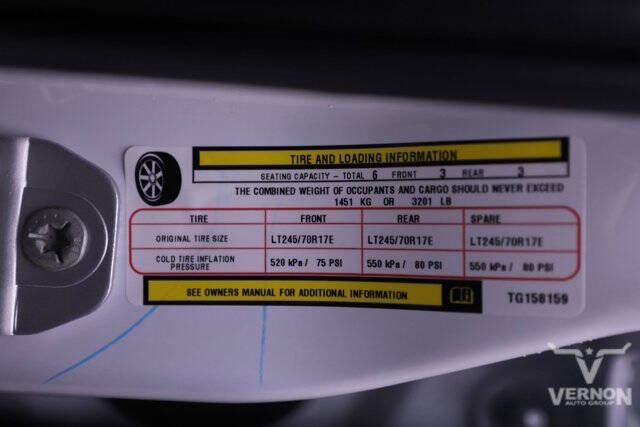 TIRE AND LOADING INFORMATION
SEATING CAPACITY - TOTAL 6 FRONT 3 REAR 3
THE COMBINED WEIGHT OF OCCUPANTS AND CARGO SHOULD NEVER EXCEED
1451 KG OR 3201 LB
TIRE FRONT REAR SPARE
ORIGINAL TIRE SIZE LT245/70R17E LT245/70R17E LT245/70R17E
COLD TIRE INFLATION PRESSURE 520 kPa / 75 PSI 550 kPa / 80 PSI 550 kPa / 80 PSI
SEE OWNERS MANUAL FOR ADDITIONAL INFORMATION TG158159
VERNON
AUTO GROUP